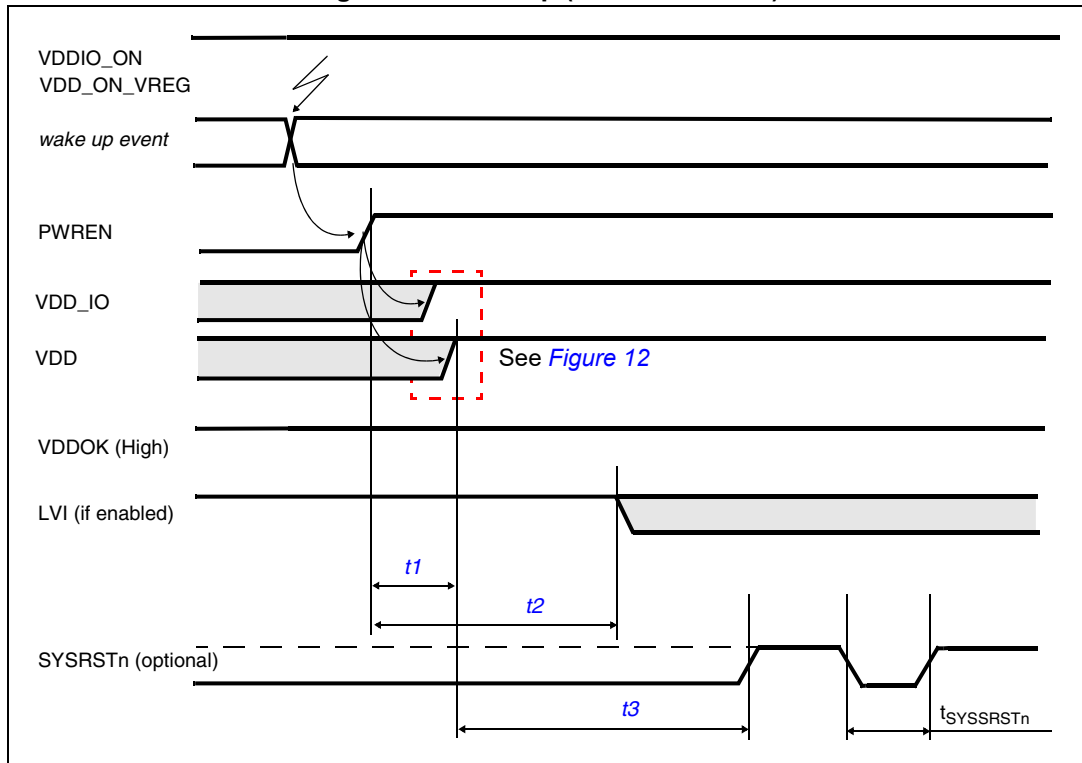 VDDIO_ON
VDD_ON_VREG
wake up event
PWREN
VDD_IO
VDD
See Figure 12
VDDOK (High)
LVI (if enabled)
t1
t2
SYSRSTn (optional)
t3
tSYSSRSTn